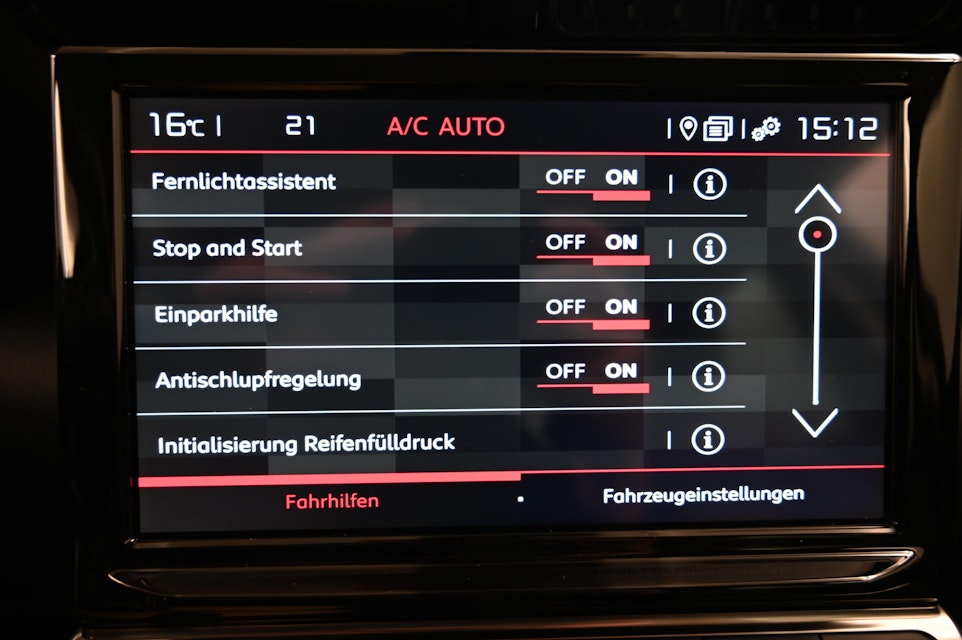 16°C 21 A/C AUTO 15:12
Fernlichtassistent OFF ON
Stop and Start OFF ON
Einparkhilfe OFF ON
Antischlupfregelung OFF ON
Initialisierung Reifenfülldruck
Fahrhilfen Fahrzeugeinstellungen